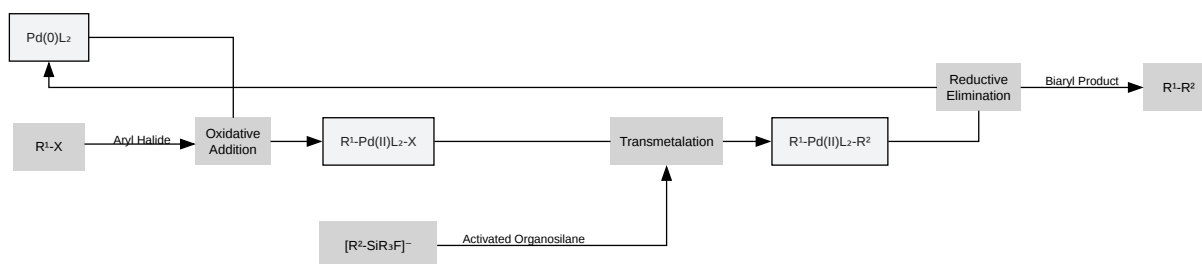 Pd(0)L₂
Reductive
Elimination
Biaryl Product
R¹-R²
R¹-X
Aryl Halide
Oxidative
Addition
R¹-Pd(II)L₂-X
Transmetalation
R¹-Pd(II)L₂-R²
[R²-SiR₃F]⁻
Activated Organosilane